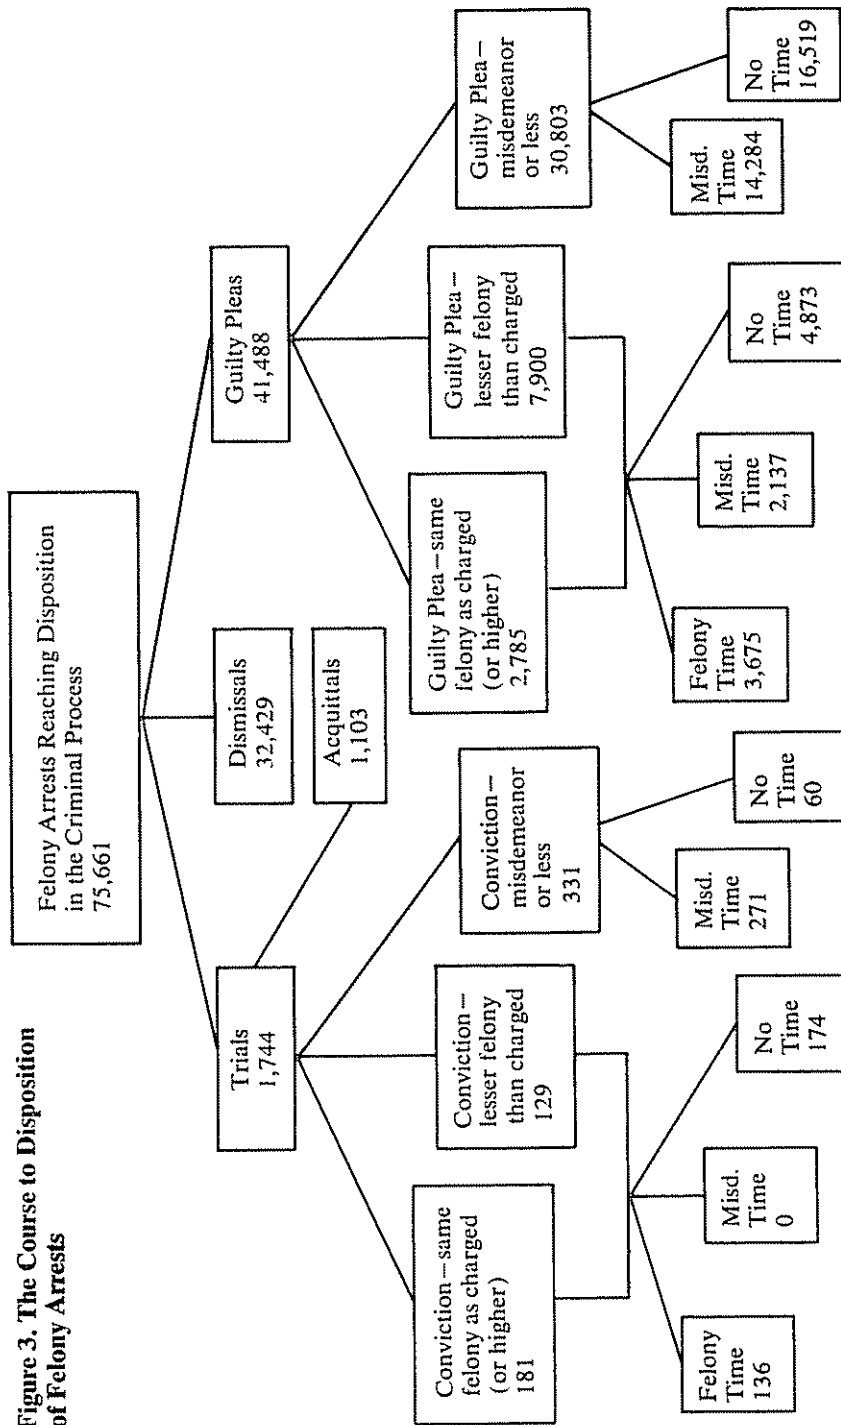 Figure 3. The Course to Disposition
of Felony Arrests
Felony Arrests Reaching Disposition
in the Criminal Process
75,661
Trials
1,744
Dismissals
32,429
Guilty Pleas
41,488
Acquittals
1,103
Conviction—same
felony as charged
(or higher)
181
Conviction—
lesser felony
than charged
129
Conviction—
misdemeanor
or less
331
Guilty Plea—same
felony as charged
(or higher)
2,785
Guilty Plea—
lesser felony
than charged
7,900
Guilty Plea—
misdemeanor
or less
30,803
Felony
Time
136
Misd.
Time
0
No
Time
174
Misd.
Time
271
No
Time
60
Felony
Time
3,675
Misd.
Time
2,137
No
Time
4,873
Misd.
Time
14,284
No
Time
16,519